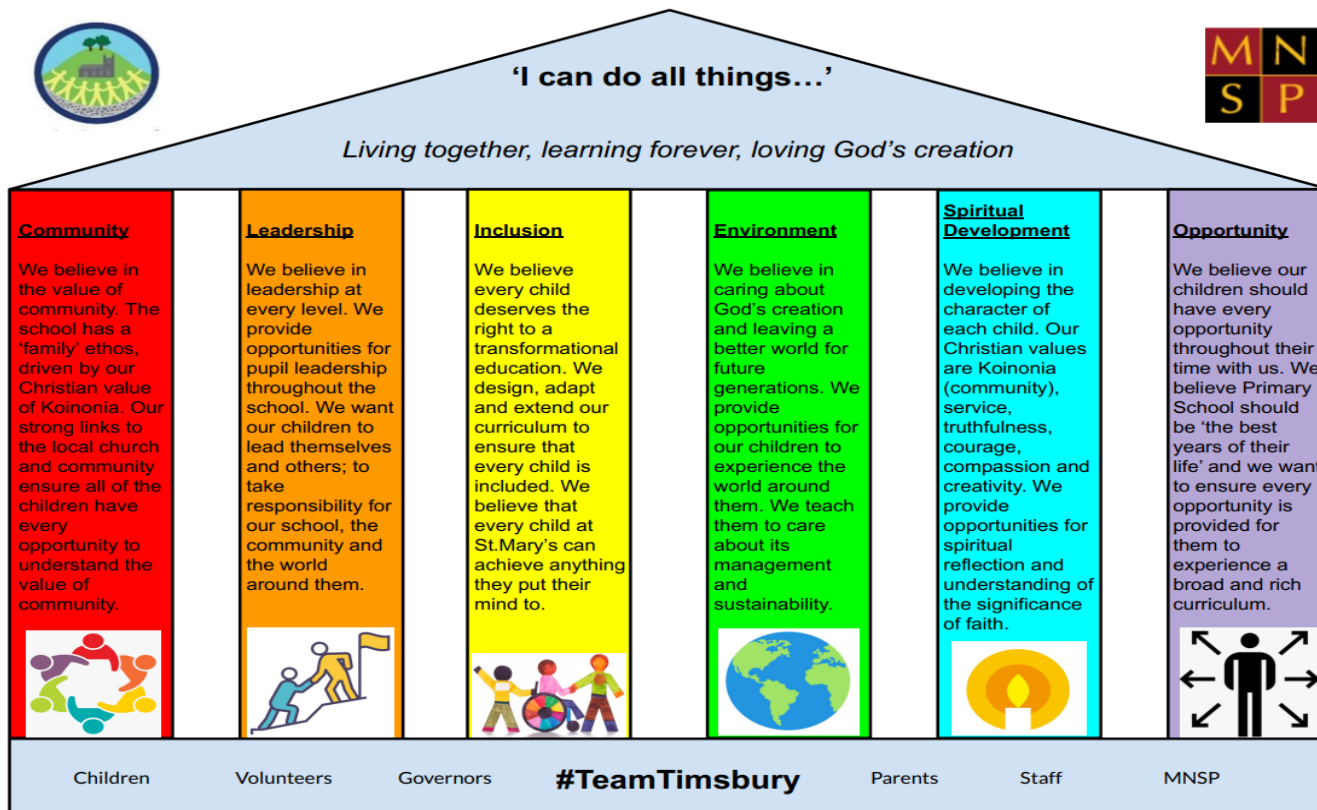 M N
S P
‘I can do all things…’
Living together, learning forever, loving God’s creation
Community
We believe in
the value of
community. The
school has a
‘family’ ethos,
driven by our
Christian value
of Koinonia. Our
strong links to
the local church
and community
ensure all of the
children have
every
opportunity to
understand the
value of
community.
Leadership
We believe in
leadership at
every level. We
provide
opportunities for
pupil leadership
throughout the
school. We want
our children to
lead themselves
and others; to
take
responsibility for
our school, the
community and
the world
around them.
Inclusion
We believe
every child
deserves the
right to a
transformational
education. We
design, adapt
and extend our
curriculum to
ensure that
every child is
included. We
believe that
every child at
St.Mary’s can
achieve anything
they put their
mind to.
Environment
We believe in
caring about
God’s creation
and leaving a
better world for
future
generations. We
provide
opportunities for
our children to
experience the
world around
them. We teach
them to care
about its
management
and
sustainability.
Spiritual
Development
We believe in
developing the
character of
each child. Our
Christian values
are Koinonia
(community),
service,
truthfulness,
courage,
compassion and
creativity. We
provide
opportunities for
spiritual
reflection and
understanding of
the significance
of faith.
Opportunity
We believe our
children should
have every
opportunity
throughout their
time with us. We
believe Primary
School should
be ‘the best
years of their
life’ and we want
to ensure every
opportunity is
provided for
them to
experience a
broad and rich
curriculum.
Children Volunteers Governors #TeamTimsbury Parents Staff MNSP